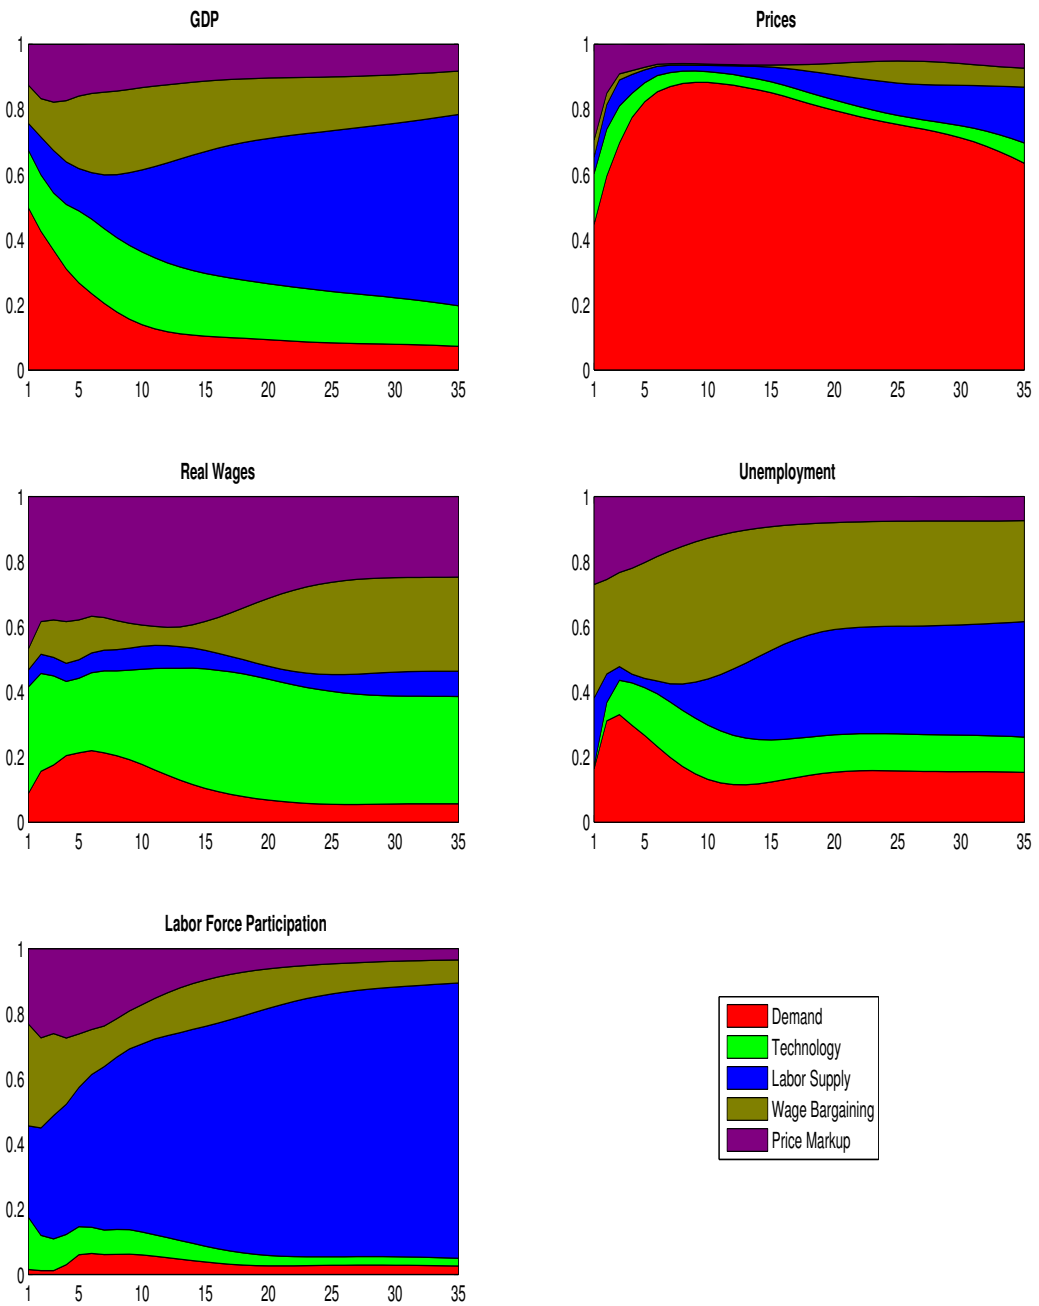 GDP
1
0.8
0.6
0.4
0.2
0
1 5 10 15 20 25 30 35
Prices
1
0.8
0.6
0.4
0.2
0
1 5 10 15 20 25 30 35
Real Wages
1
0.8
0.6
0.4
0.2
0
1 5 10 15 20 25 30 35
Unemployment
1
0.8
0.6
0.4
0.2
0
1 5 10 15 20 25 30 35
Labor Force Participation
1
0.8
0.6
0.4
0.2
0
1 5 10 15 20 25 30 35
Demand
Technology
Labor Supply
Wage Bargaining
Price Markup